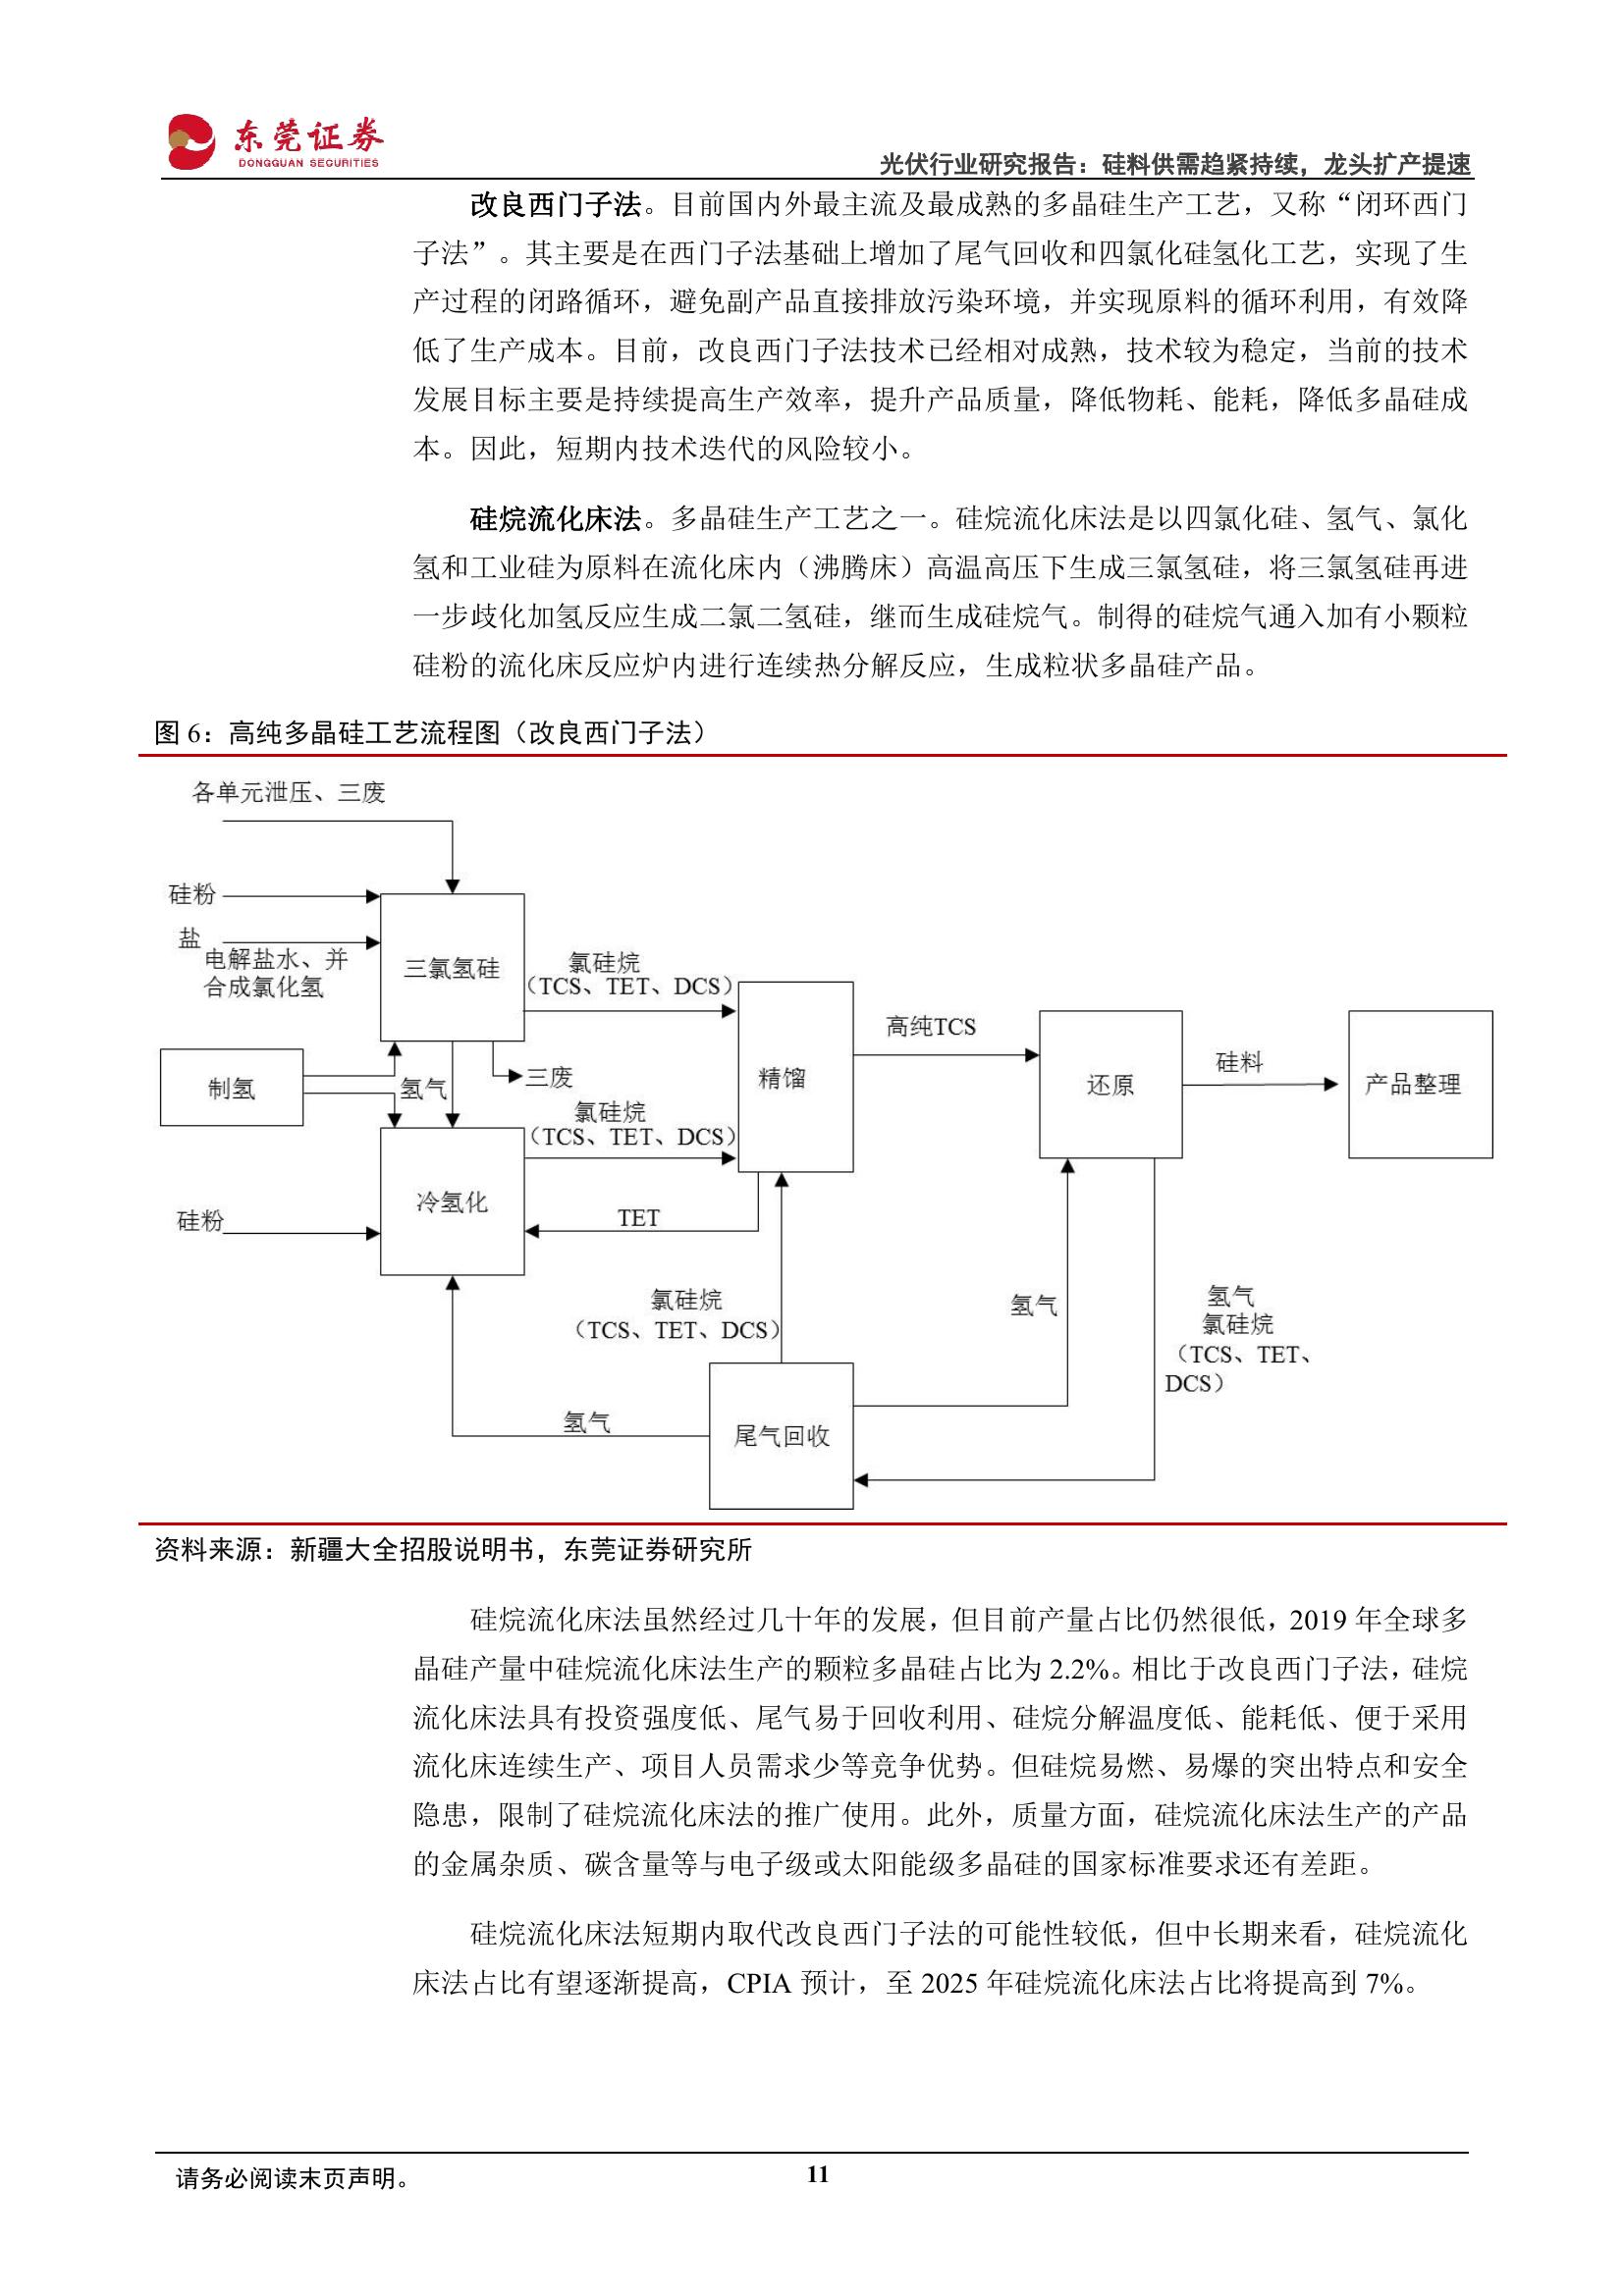 东莞证券
DONGGUAN SECURITIES
光伏行业研究报告：硅料供需趋紧持续，龙头扩产提速
改良西门子法。目前国内外最主流及最成熟的多晶硅生产工艺，又称“闭环西门
子法”。其主要是在西门子法基础上增加了尾气回收和四氯化硅氢化工艺，实现了生
产过程的闭路循环，避免副产品直接排放污染环境，并实现原料的循环利用，有效降
低了生产成本。目前，改良西门子法技术已经相对成熟，技术较为稳定，当前的技术
发展目标主要是持续提高生产效率，提升产品质量，降低物耗、能耗，降低多晶硅成
本。因此，短期内技术迭代的风险较小。
硅烷流化床法。多晶硅生产工艺之一。硅烷流化床法是以四氯化硅、氢气、氯化
氢和工业硅为原料在流化床内（沸腾床）高温高压下生成三氯氢硅，将三氯氢硅再进
一步歧化加氢反应生成二氯二氢硅，继而生成硅烷气。制得的硅烷气通入加有小颗粒
硅粉的流化床反应炉内进行连续热分解反应，生成粒状多晶硅产品。
图 6：高纯多晶硅工艺流程图（改良西门子法）
各单元泄压、三废
硅粉
盐
电解盐水、并
合成氯化氢
三氯氢硅
氯硅烷
（TCS、TET、DCS）
高纯TCS
硅料
制氢
氢气
三废
精馏
还原
产品整理
氯硅烷
（TCS、TET、DCS）
冷氢化
硅粉
TET
氯硅烷
（TCS、TET、DCS）
氢气
氢气
氯硅烷
（TCS、TET、
DCS）
氢气
尾气回收
资料来源：新疆大全招股说明书，东莞证券研究所
硅烷流化床法虽然经过几十年的发展，但目前产量占比仍然很低，2019 年全球多
晶硅产量中硅烷流化床法生产的颗粒多晶硅占比为 2.2%。相比于改良西门子法，硅烷
流化床法具有投资强度低、尾气易于回收利用、硅烷分解温度低、能耗低、便于采用
流化床连续生产、项目人员需求少等竞争优势。但硅烷易燃、易爆的突出特点和安全
隐患，限制了硅烷流化床法的推广使用。此外，质量方面，硅烷流化床法生产的产品
的金属杂质、碳含量等与电子级或太阳能级多晶硅的国家标准要求还有差距。
硅烷流化床法短期内取代改良西门子法的可能性较低，但中长期来看，硅烷流化
床法占比有望逐渐提高，CPIA 预计，至 2025 年硅烷流化床法占比将提高到 7%。
请务必阅读末页声明。
11